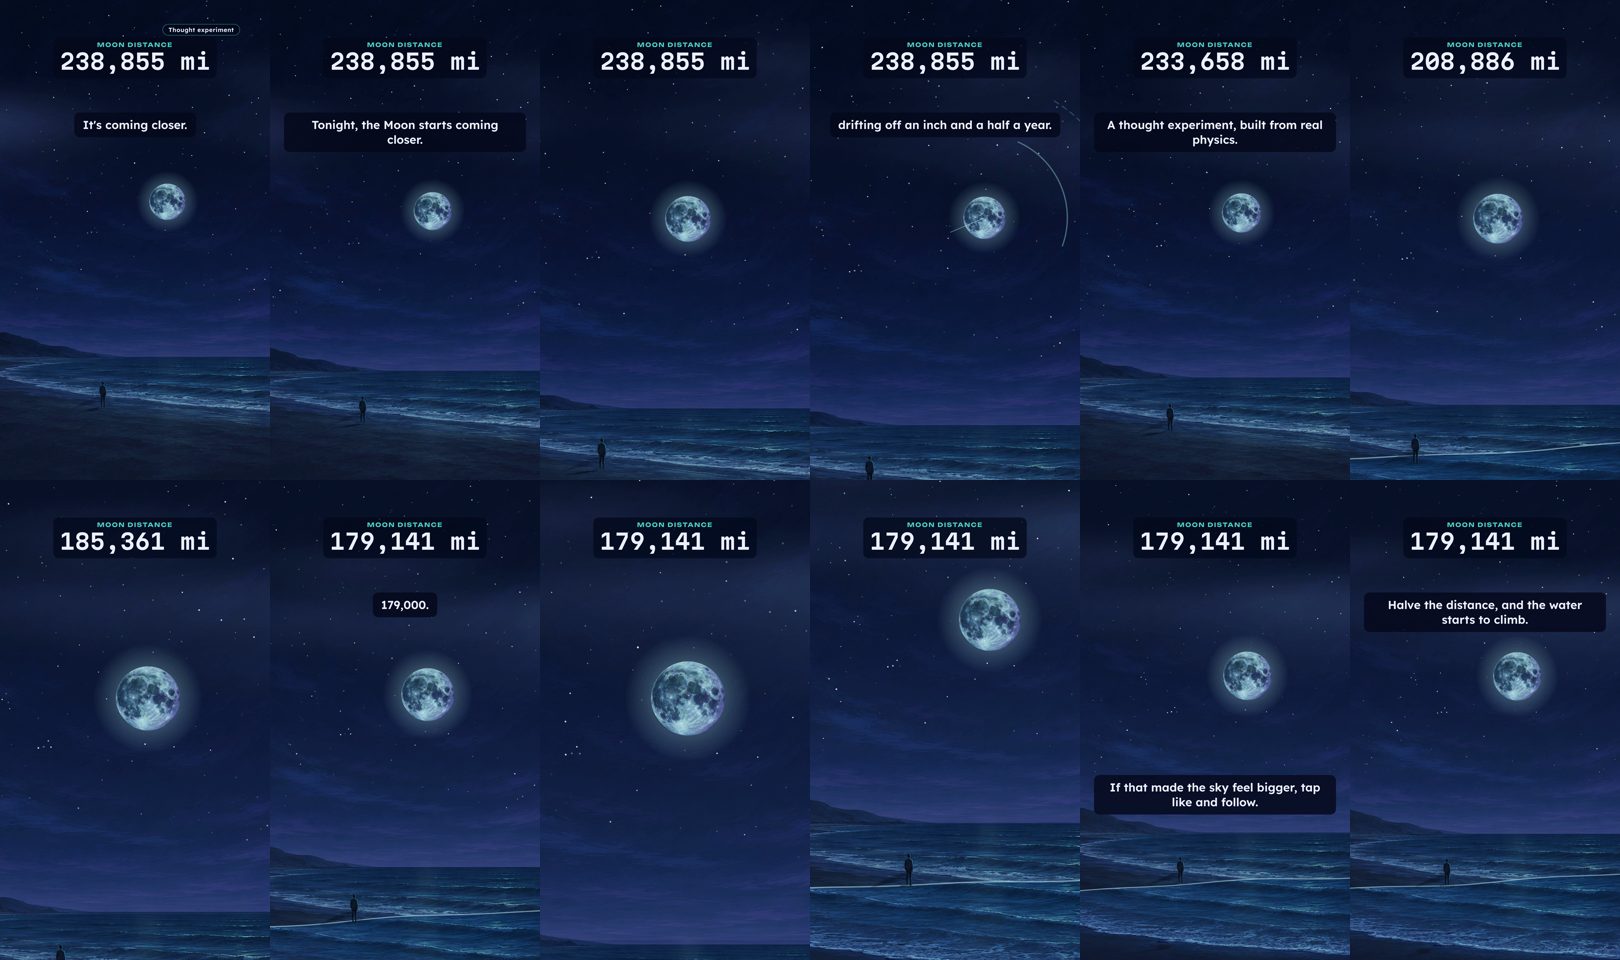 Thought experiment
MOON DISTANCE
238,855 mi
It's coming closer.
MOON DISTANCE
238,855 mi
Tonight, the Moon starts coming
closer.
MOON DISTANCE
238,855 mi
MOON DISTANCE
238,855 mi
drifting off an inch and a half a year.
MOON DISTANCE
233,658 mi
A thought experiment, built from real
physics.
MOON DISTANCE
208,886 mi
MOON DISTANCE
185,361 mi
MOON DISTANCE
179,141 mi
179,000.
MOON DISTANCE
179,141 mi
MOON DISTANCE
179,141 mi
MOON DISTANCE
179,141 mi
If that made the sky feel bigger, tap
like and follow.
MOON DISTANCE
179,141 mi
Halve the distance, and the water
starts to climb.